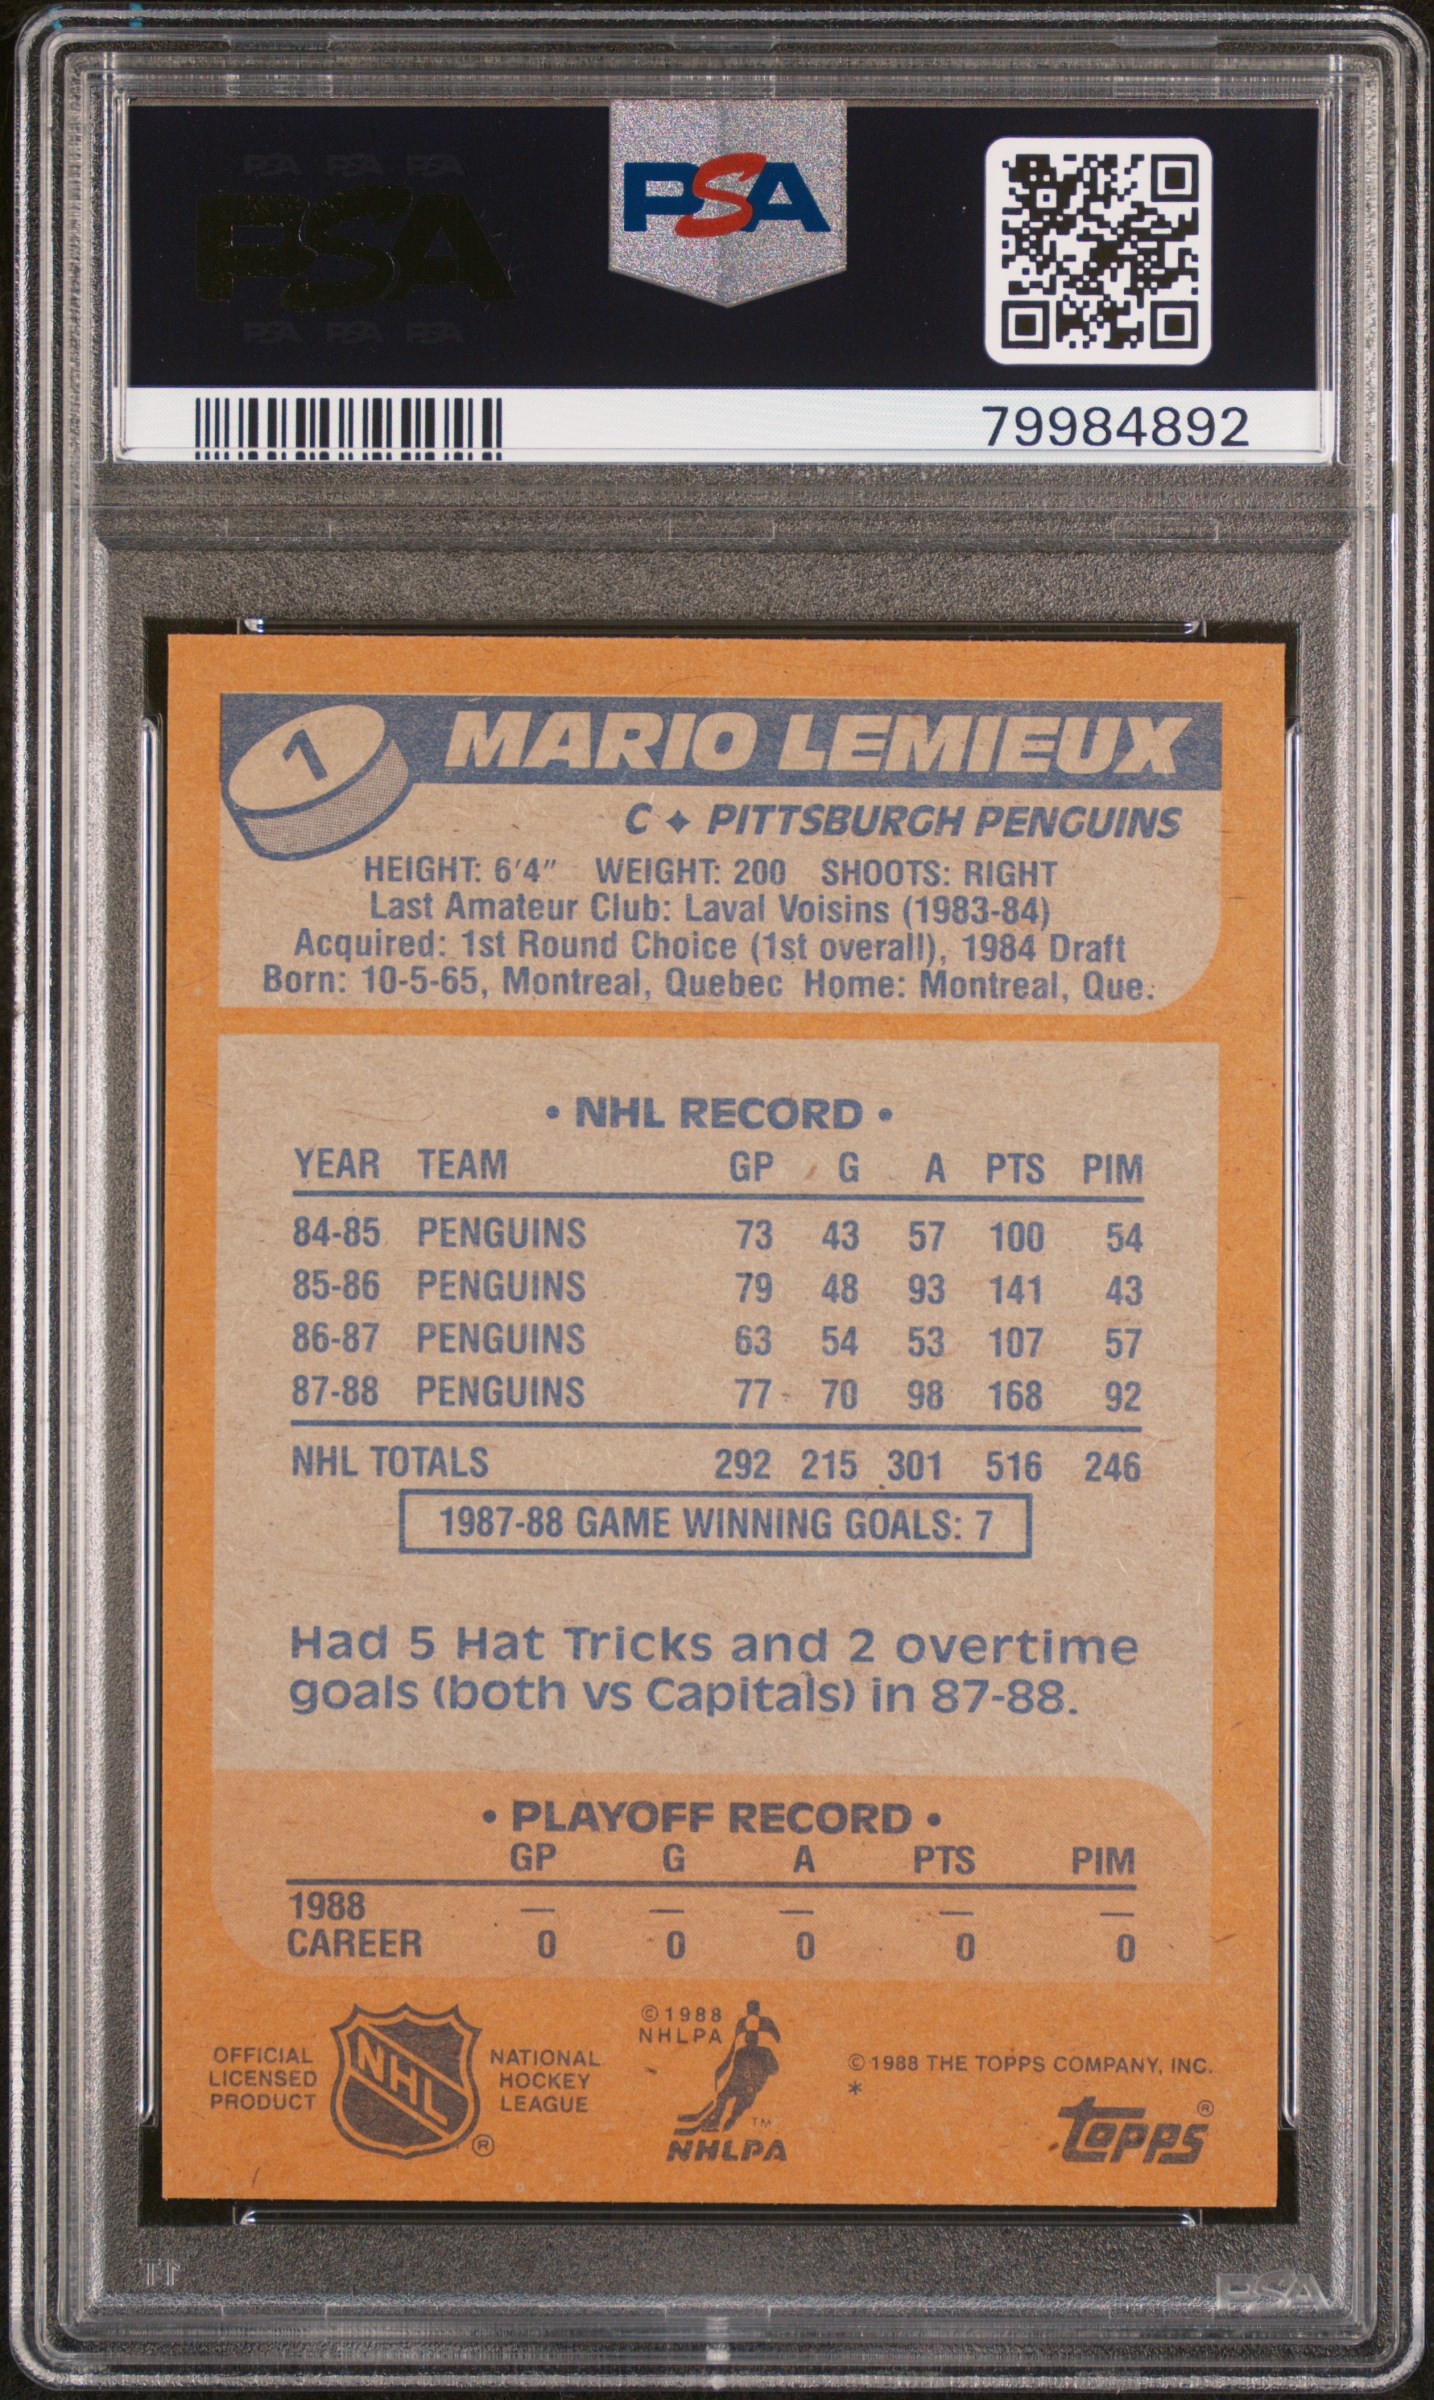 PSA PSA PSA
PSA
PSA PSA PSA
PSA
79984892
1 MARIO LEMIEUX
C ✦ PITTSBURGH PENGUINS
HEIGHT: 6'4" WEIGHT: 200 SHOOTS: RIGHT
Last Amateur Club: Laval Voisins (1983-84)
Acquired: 1st Round Choice (1st overall), 1984 Draft
Born: 10-5-65, Montreal, Quebec Home: Montreal, Que.
• NHL RECORD •
YEAR TEAM GP G A PTS PIM
84-85 PENGUINS 73 43 57 100 54
85-86 PENGUINS 79 48 93 141 43
86-87 PENGUINS 63 54 53 107 57
87-88 PENGUINS 77 70 98 168 92
NHL TOTALS 292 215 301 516 246
1987-88 GAME WINNING GOALS: 7
Had 5 Hat Tricks and 2 overtime
goals (both vs Capitals) in 87-88.
• PLAYOFF RECORD •
GP G A PTS PIM
1988 — — — — —
CAREER 0 0 0 0 0
OFFICIAL
LICENSED
PRODUCT
NHL ®
NATIONAL
HOCKEY
LEAGUE
©1988
NHLPA
TM
NHLPA
©1988 THE TOPPS COMPANY, INC.
*
topps ®
PSA